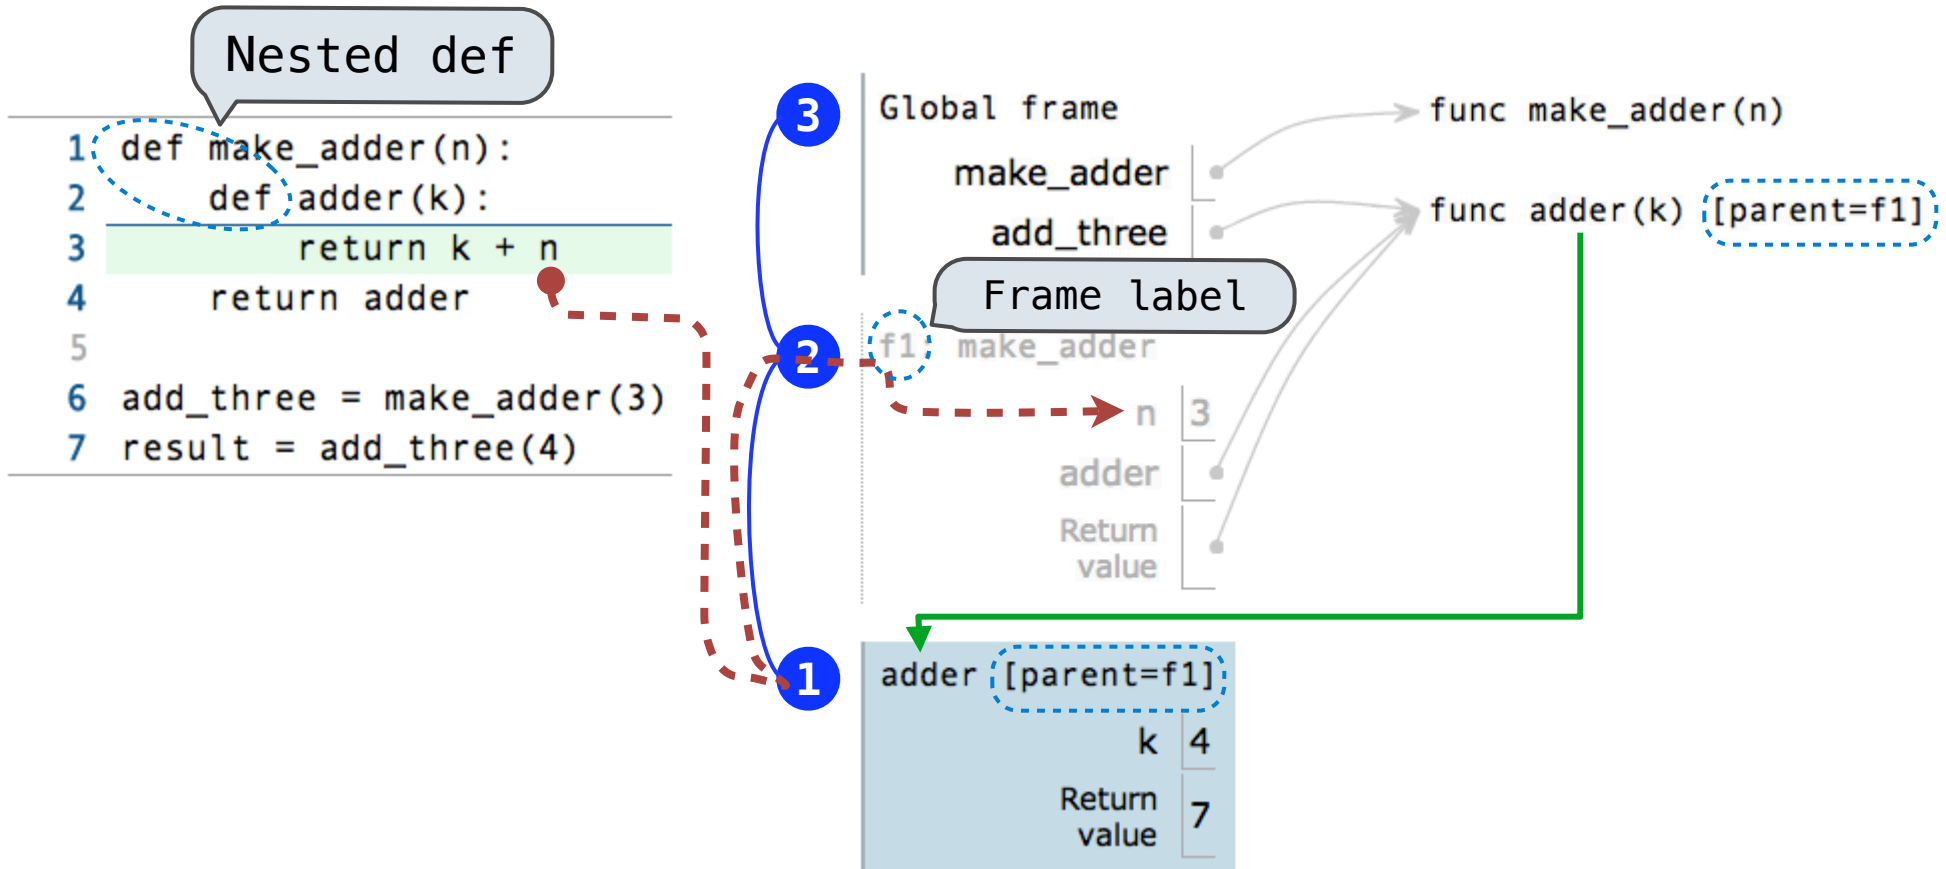 Nested def
1 def make_adder(n):
2 def adder(k):
3 return k + n
4 return adder
5
6 add_three = make_adder(3)
7 result = add_three(4)
3
Global frame
make_adder
add_three
func make_adder(n)
func adder(k) [parent=f1]
Frame label
2
f1: make_adder
n 3
adder
Return
value
1
adder [parent=f1]
k 4
Return
value 7